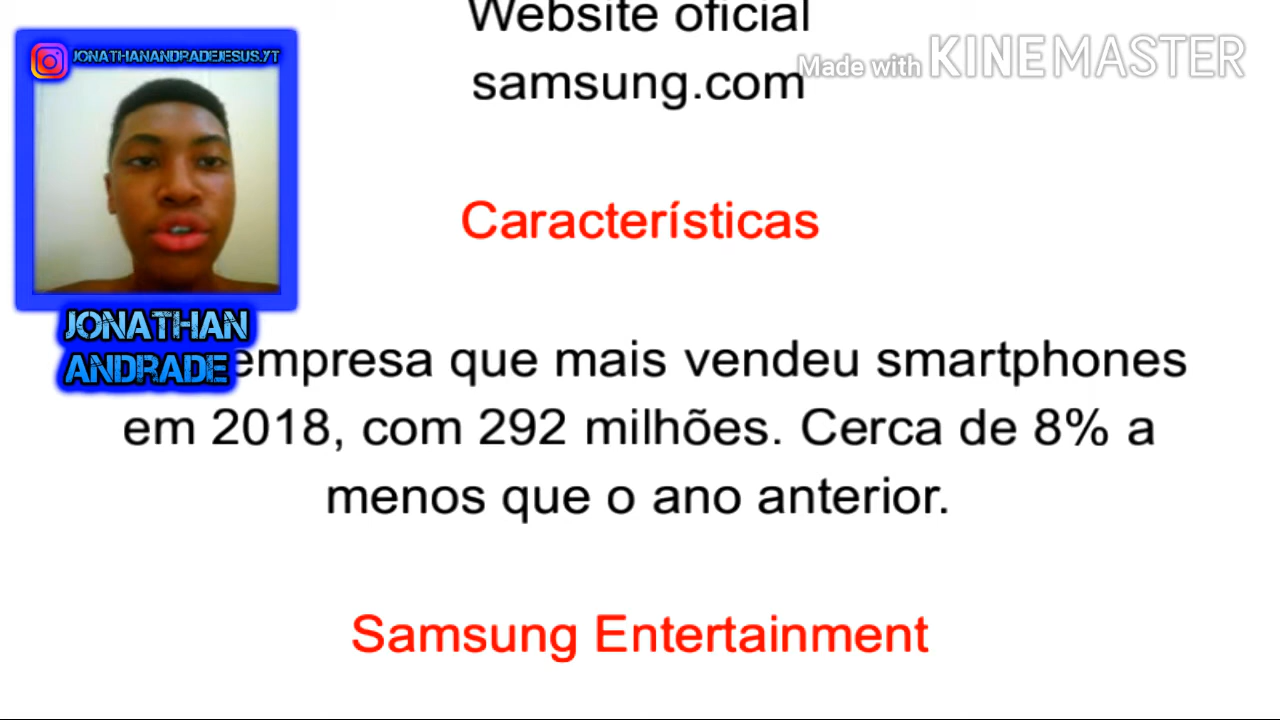 Website oficial
samsung.com
Made with KINEMASTER
JONATHANANDRADEJESUS.YT
Características
JONATHAN
ANDRADE
empresa que mais vendeu smartphones
em 2018, com 292 milhões. Cerca de 8% a
menos que o ano anterior.
Samsung Entertainment